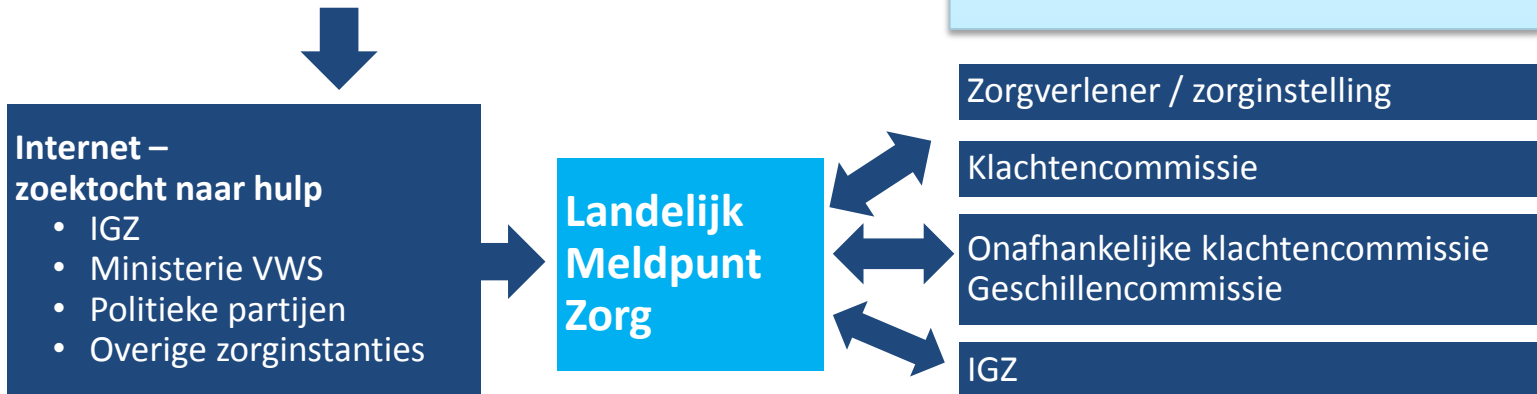 Internet –
zoektocht naar hulp
• IGZ
• Ministerie VWS
• Politieke partijen
• Overige zorginstanties
Landelijk
Meldpunt
Zorg
Zorgverlener / zorginstelling
Klachtencommissie
Onafhankelijke klachtencommissie
Geschillencommissie
IGZ